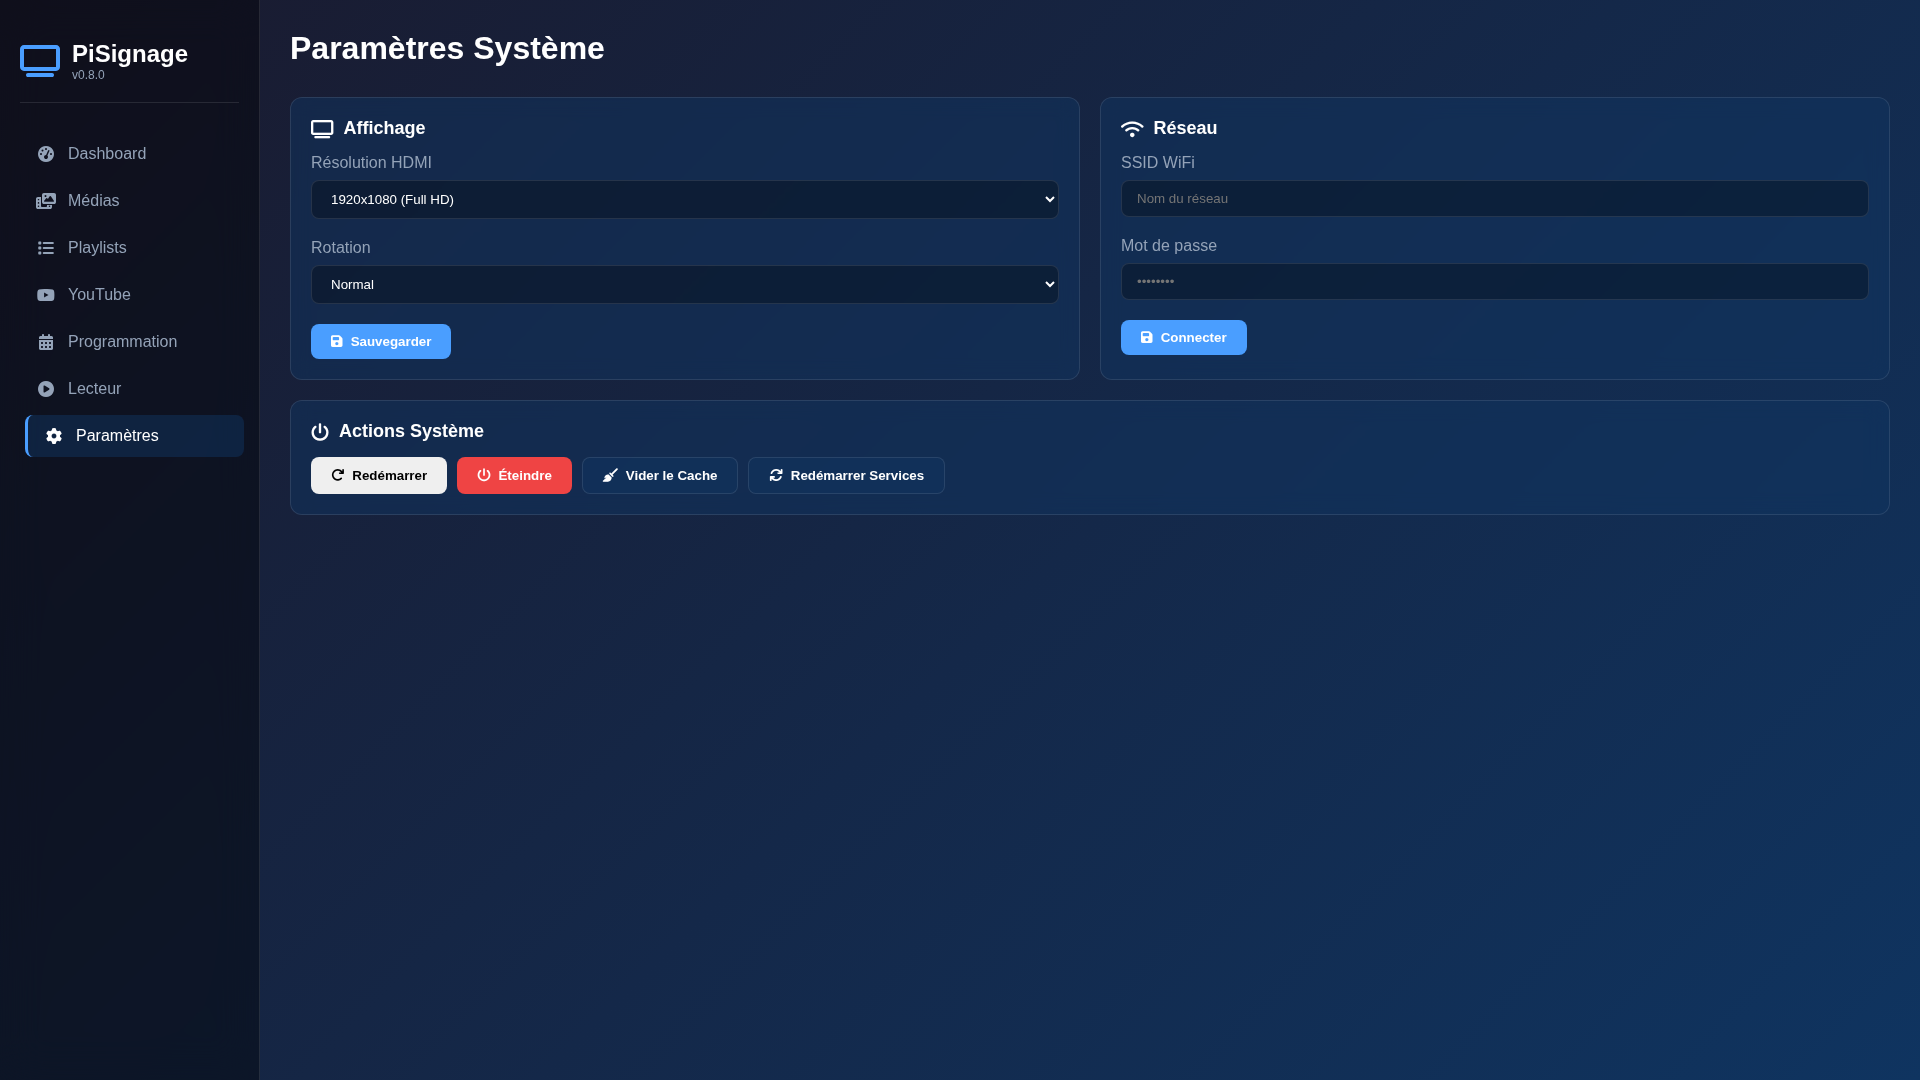 PiSignage
v0.8.0
Dashboard
Médias
Playlists
YouTube
Programmation
Lecteur
Paramètres
Paramètres Système
Affichage
Résolution HDMI
1920x1080 (Full HD)
Rotation
Normal
Sauvegarder
Réseau
SSID WiFi
Nom du réseau
Mot de passe
••••••••
Connecter
Actions Système
Redémarrer
Éteindre
Vider le Cache
Redémarrer Services